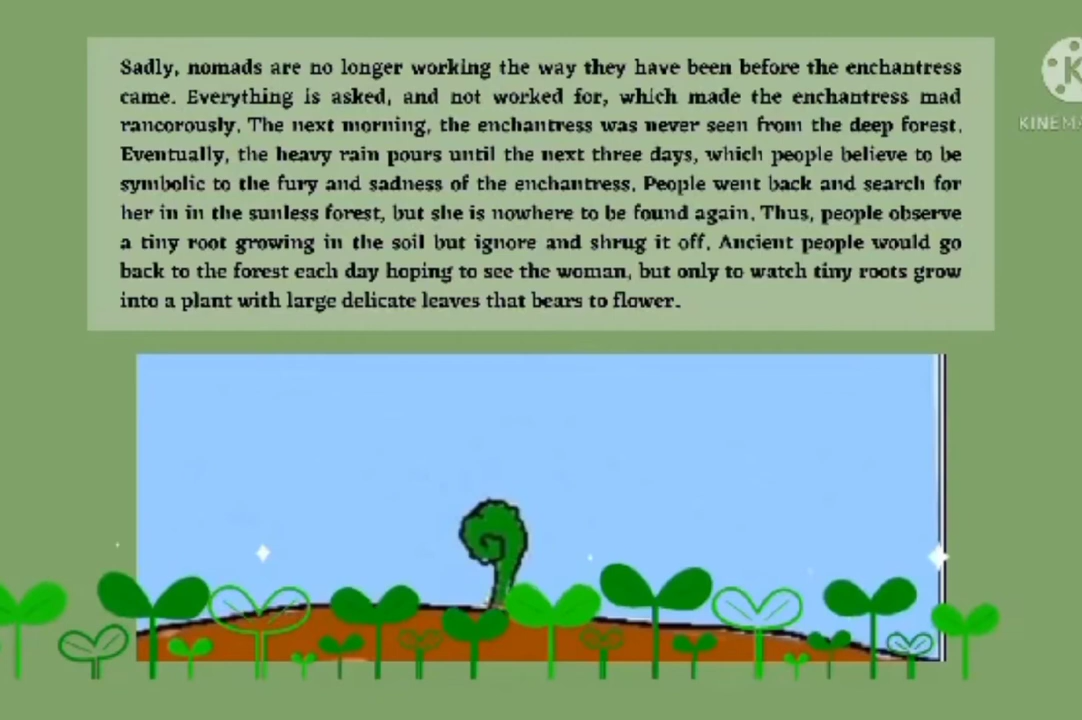 Sadly, nomads are no longer working the way they have been before the enchantress
came. Everything is asked, and not worked for, which made the enchantress mad
rancorously. The next morning, the enchantress was never seen from the deep forest.
Eventually, the heavy rain pours until the next three days, which people believe to be
symbolic to the fury and sadness of the enchantress. People went back and search for
her in in the sunless forest, but she is nowhere to be found again. Thus, people observe
a tiny root growing in the soil but ignore and shrug it off. Ancient people would go
back to the forest each day hoping to see the woman, but only to watch tiny roots grow
into a plant with large delicate leaves that bears to flower.
K
KINEMA